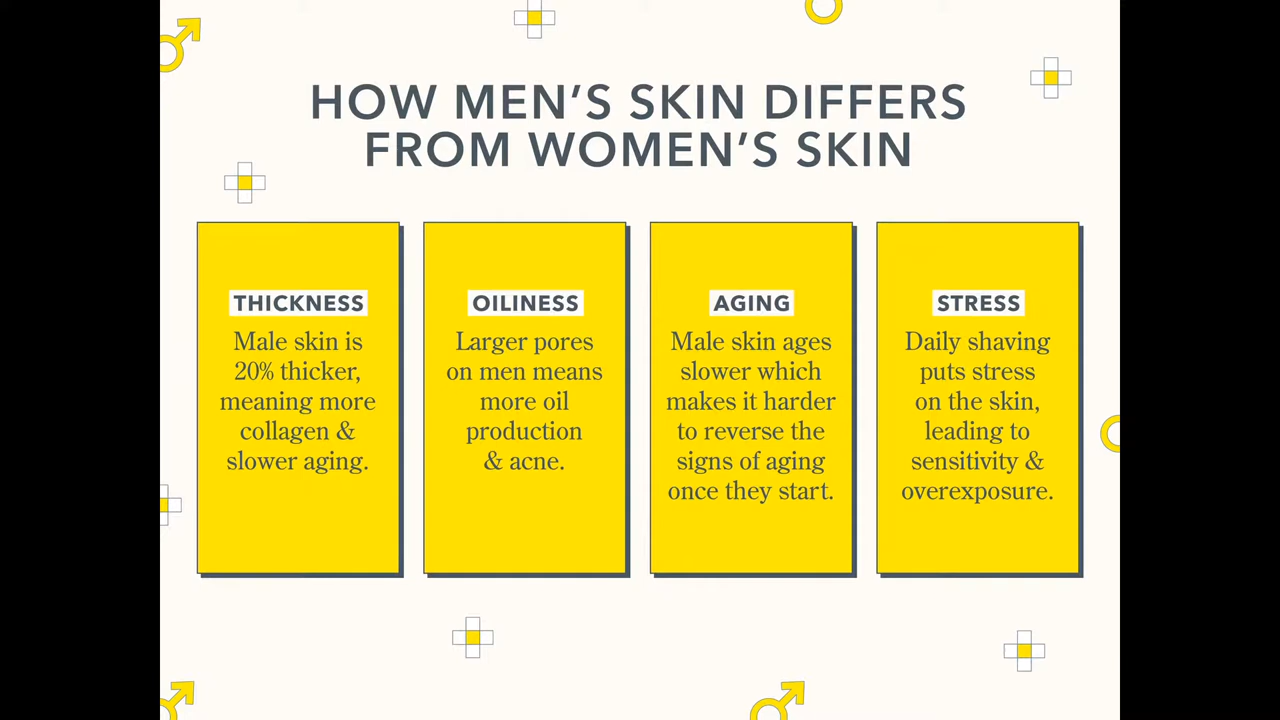 HOW MEN’S SKIN DIFFERS
FROM WOMEN’S SKIN
THICKNESS
Male skin is
20% thicker,
meaning more
collagen &
slower aging.
OILINESS
Larger pores
on men means
more oil
production
& acne.
AGING
Male skin ages
slower which
makes it harder
to reverse the
signs of aging
once they start.
STRESS
Daily shaving
puts stress
on the skin,
leading to
sensitivity &
overexposure.